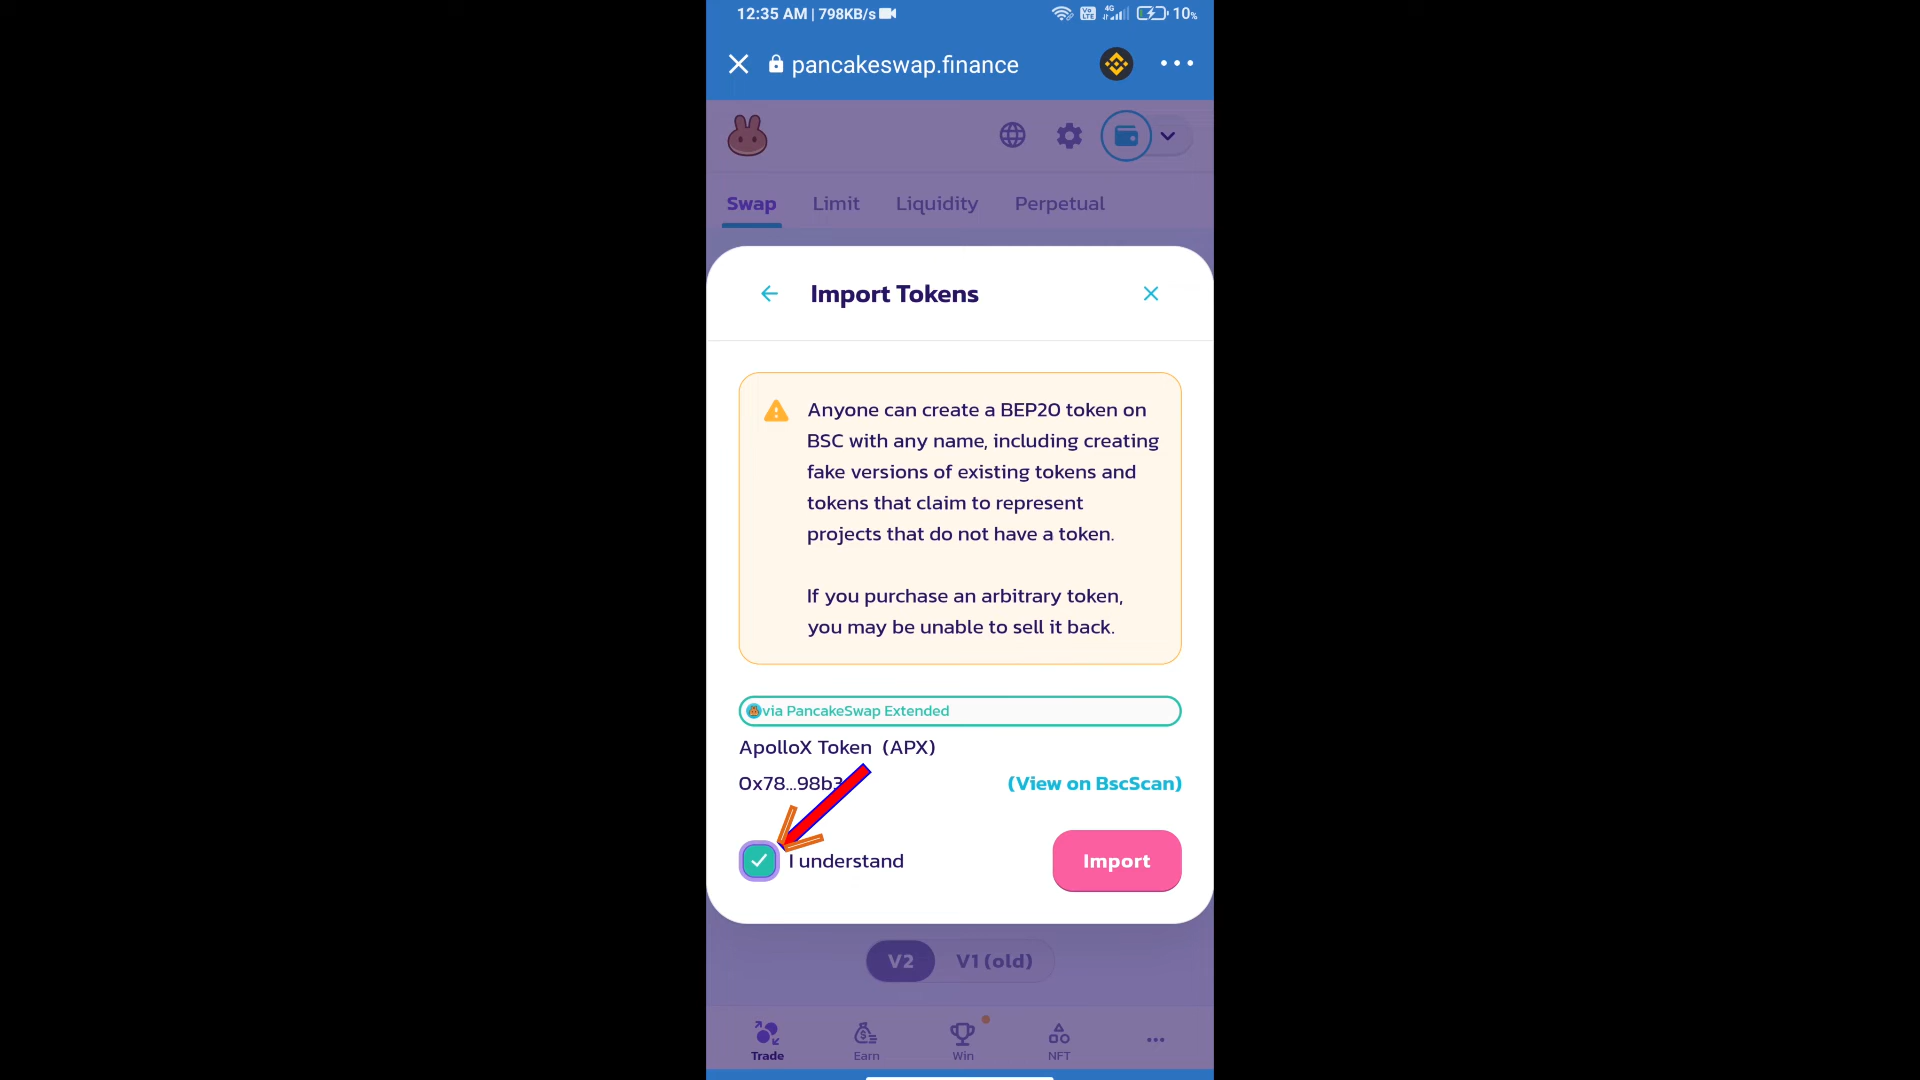 12:35 AM | 798KB/s
Vo LTE
4G
10%
pancakeswap.finance
Swap
Limit
Liquidity
Perpetual
Import Tokens
Anyone can create a BEP20 token on
BSC with any name, including creating
fake versions of existing tokens and
tokens that claim to represent
projects that do not have a token.
If you purchase an arbitrary token,
you may be unable to sell it back.
via PancakeSwap Extended
ApolloX Token (APX)
0x78...98b3
(View on BscScan)
I understand
Import
V2
V1 (old)
Trade
Earn
Win
NFT